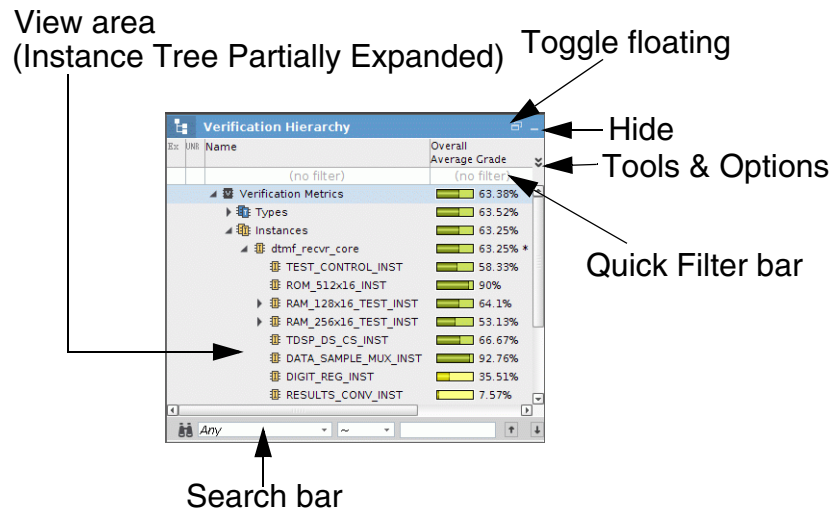 View area
(Instance Tree Partially Expanded)
Toggle floating
Verification Hierarchy
Hide
Ex UNR Name Overall Average Grade
Tools & Options
(no filter) (no filter)
Verification Metrics 63.38%
Types 63.52%
Instances 63.25%
dtmf_recvr_core 63.25% *
TEST_CONTROL_INST 58.33%
Quick Filter bar
ROM_512x16_INST 90%
RAM_128x16_TEST_INST 64.1%
RAM_256x16_TEST_INST 53.13%
TDSP_DS_CS_INST 66.67%
DATA_SAMPLE_MUX_INST 92.76%
DIGIT_REG_INST 35.51%
RESULTS_CONV_INST 7.57%
Any ~
Search bar